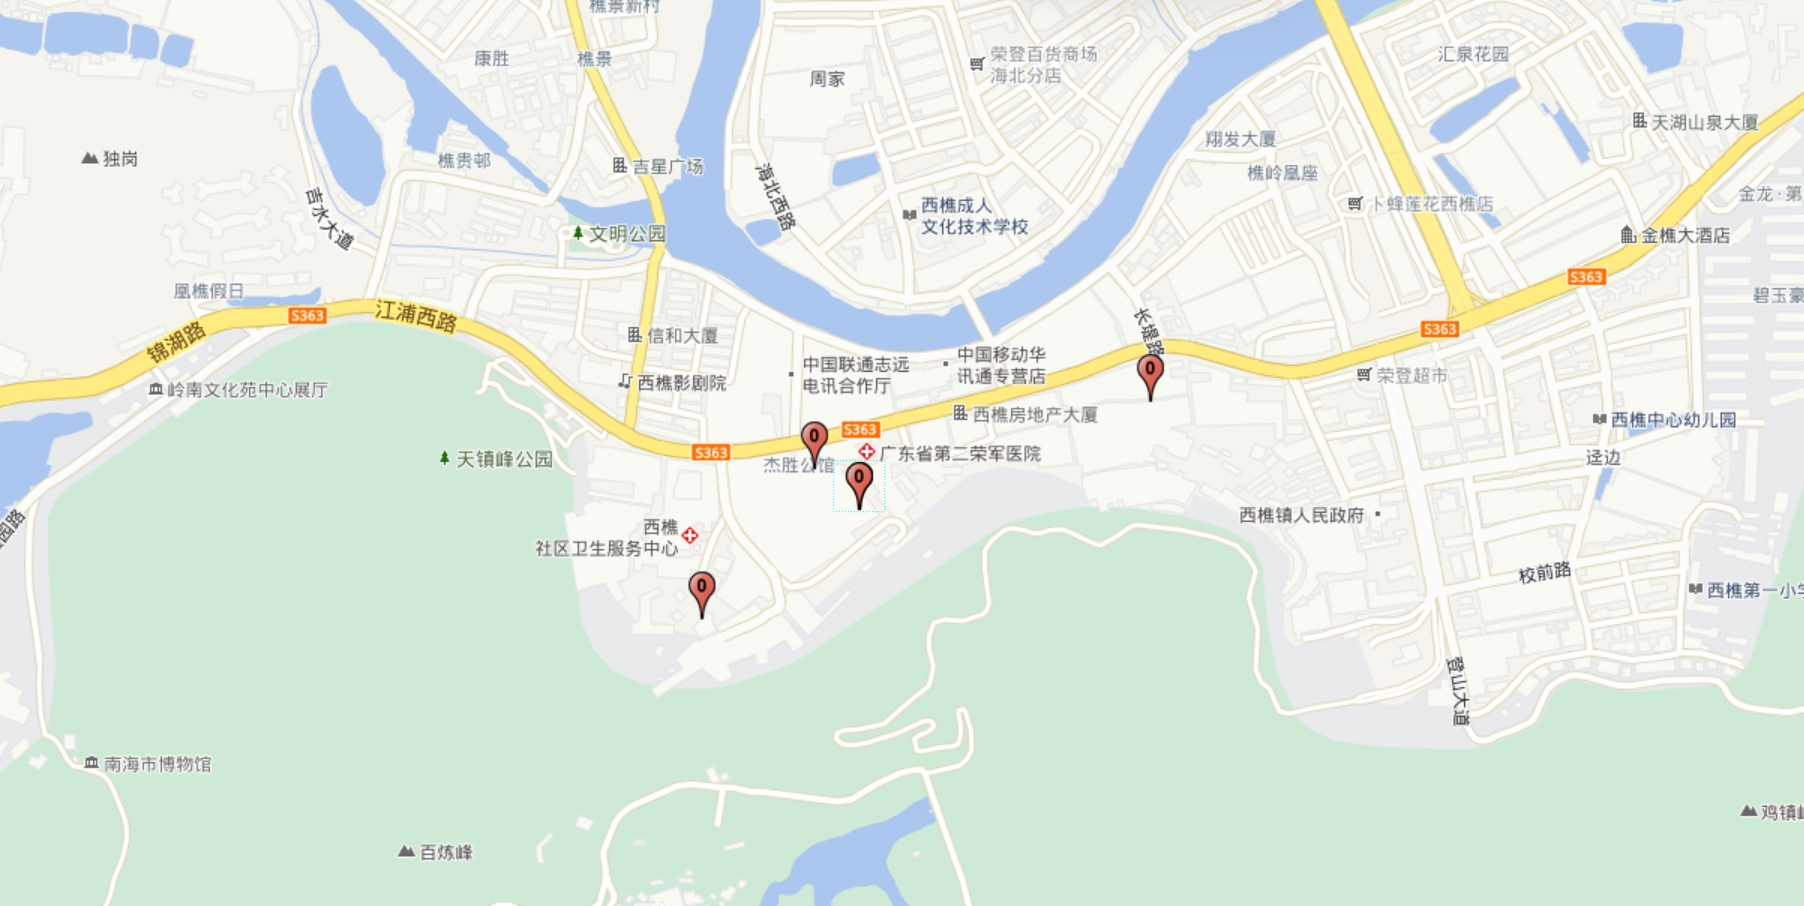 樵景新村
康胜
樵景
周家
荣登百货商场
海北分店
汇泉花园
独岗
樵贵邨
吉星广场
翔发大厦
天湖山泉大厦
樵岭凰座
海北西路
吉水大道
西樵成人
文化技术学校
卜蜂莲花西樵店
金龙·第
文明公园
金樵大酒店
凰樵假日
S363
碧玉豪
S363
江浦西路
锦湖路
信和大厦
长堤路
S363
中国联通志远
电讯合作厅
中国移动华
讯通专营店
岭南文化苑中心展厅
西樵影剧院
0
荣登超市
西樵房地产大厦
西樵中心幼儿园
0
S363
S363
广东省第二荣军医院
天镇峰公园
杰胜公馆
迳边
0
园路
西樵
社区卫生服务中心
西樵镇人民政府
校前路
0
西樵第一小学
登山大道
南海市博物馆
鸡镇
百炼峰